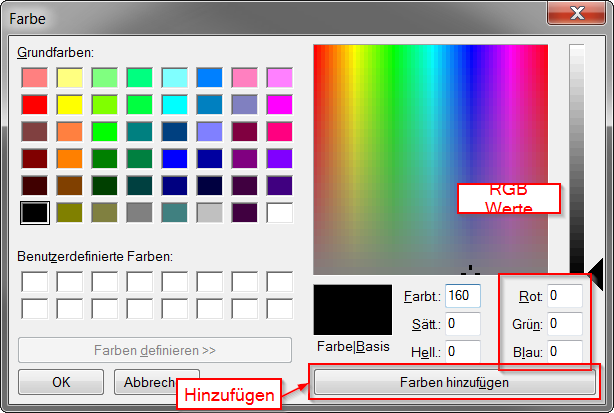 Farbe
Grundfarben:
RGB
Werte
Benutzerdefinierte Farben:
Farbt.: 160
Rot: 0
Sätt.: 0
Grün: 0
Farbe|Basis
Hell.: 0
Blau: 0
Farben definieren >>
OK
Abbreche
Hinzufügen
Farben hinzufügen